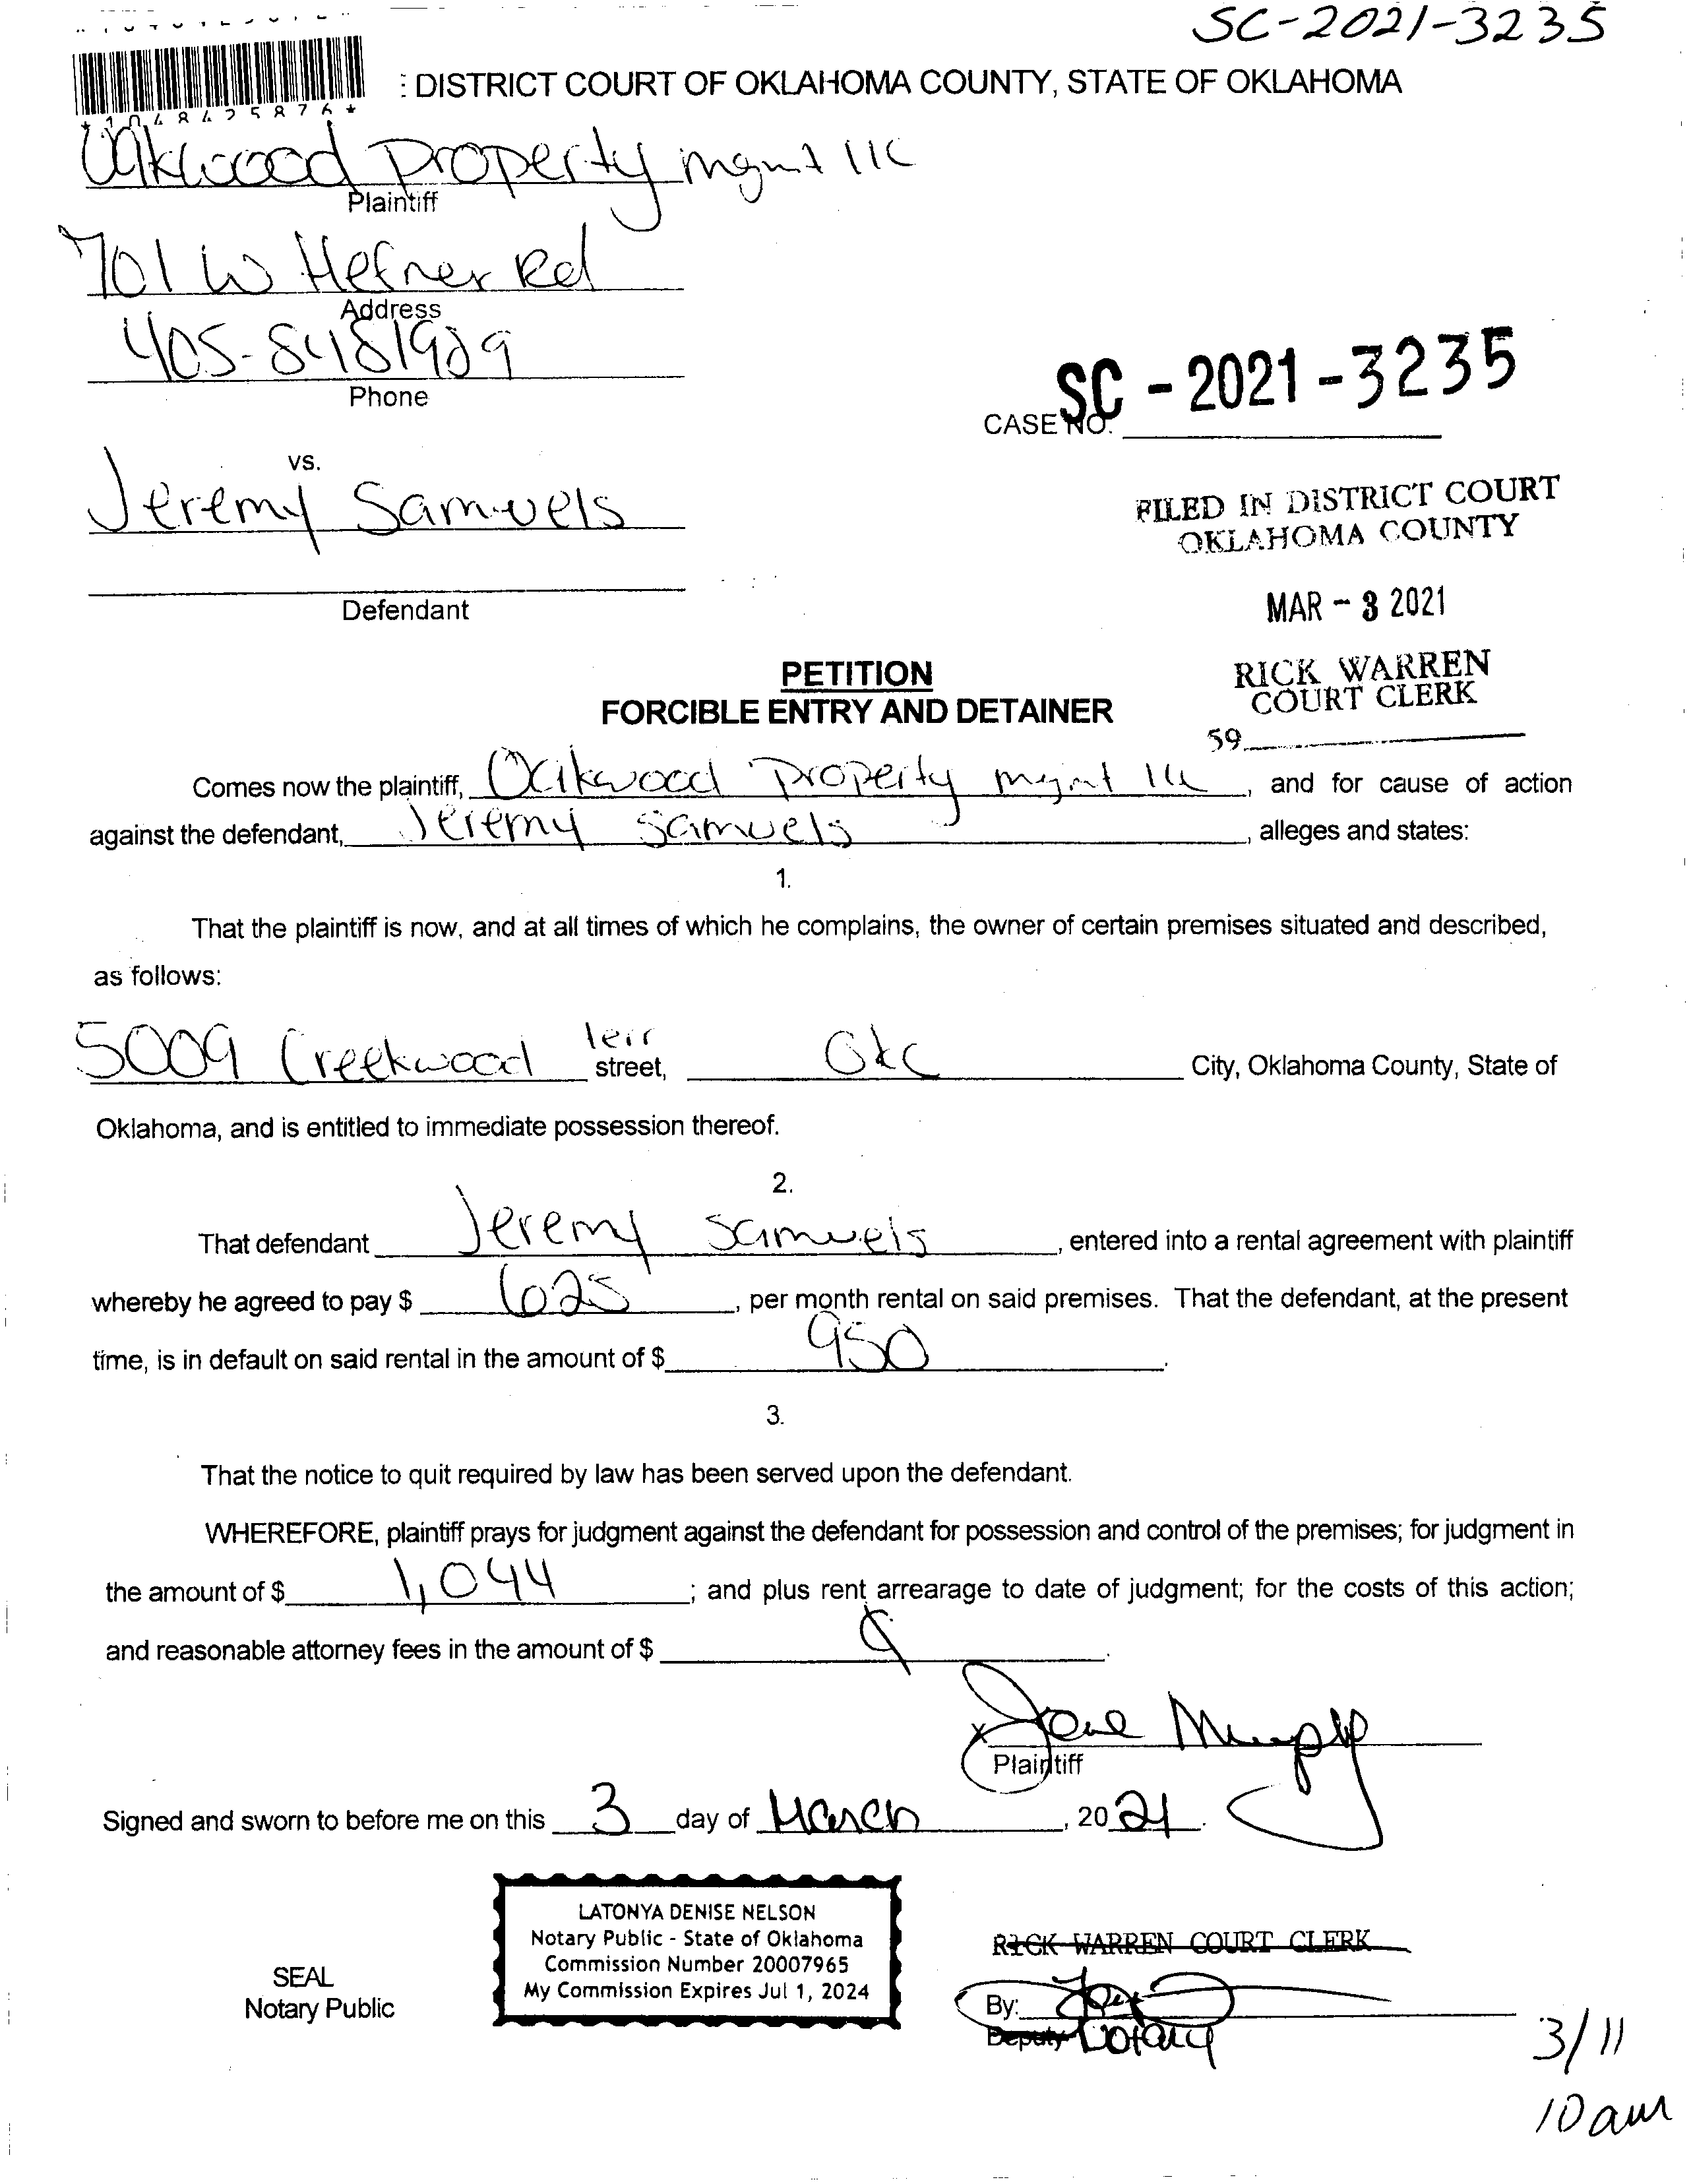 SC-2021-3235
: DISTRICT COURT OF OKLAHOMA COUNTY, STATE OF OKLAHOMA
*1048425876*
Oakwood Property mgmt llc
Plaintiff
701 W Hefner Rd
Address
405-8481909
Phone
CASE NO. SC-2021-3235
vs.
Jeremy Samuels
Defendant
FILED IN DISTRICT COURT
OKLAHOMA COUNTY
MAR - 3 2021
RICK WARREN
COURT CLERK
59
PETITION
FORCIBLE ENTRY AND DETAINER
Comes now the plaintiff, Oakwood Property mgmt llc, and for cause of action
against the defendant, Jeremy Samuels, alleges and states:
1.
That the plaintiff is now, and at all times of which he complains, the owner of certain premises situated and described,
as follows:
5009 Creekwood terr street, OKC City, Oklahoma County, State of
Oklahoma, and is entitled to immediate possession thereof.
2.
That defendant Jeremy Samuels, entered into a rental agreement with plaintiff
whereby he agreed to pay $ 625, per month rental on said premises. That the defendant, at the present
time, is in default on said rental in the amount of $ 950.
3.
That the notice to quit required by law has been served upon the defendant.
WHEREFORE, plaintiff prays for judgment against the defendant for possession and control of the premises; for judgment in
the amount of $ 1,044; and plus rent arrearage to date of judgment; for the costs of this action;
and reasonable attorney fees in the amount of $ .
x Jane Murphy
Plaintiff
Signed and sworn to before me on this 3 day of March, 2021.
LATONYA DENISE NELSON
Notary Public - State of Oklahoma
Commission Number 20007965
My Commission Expires Jul 1, 2024
SEAL
Notary Public
RICK WARREN COURT CLERK
By:
Deputy Notary
3/11
10 am